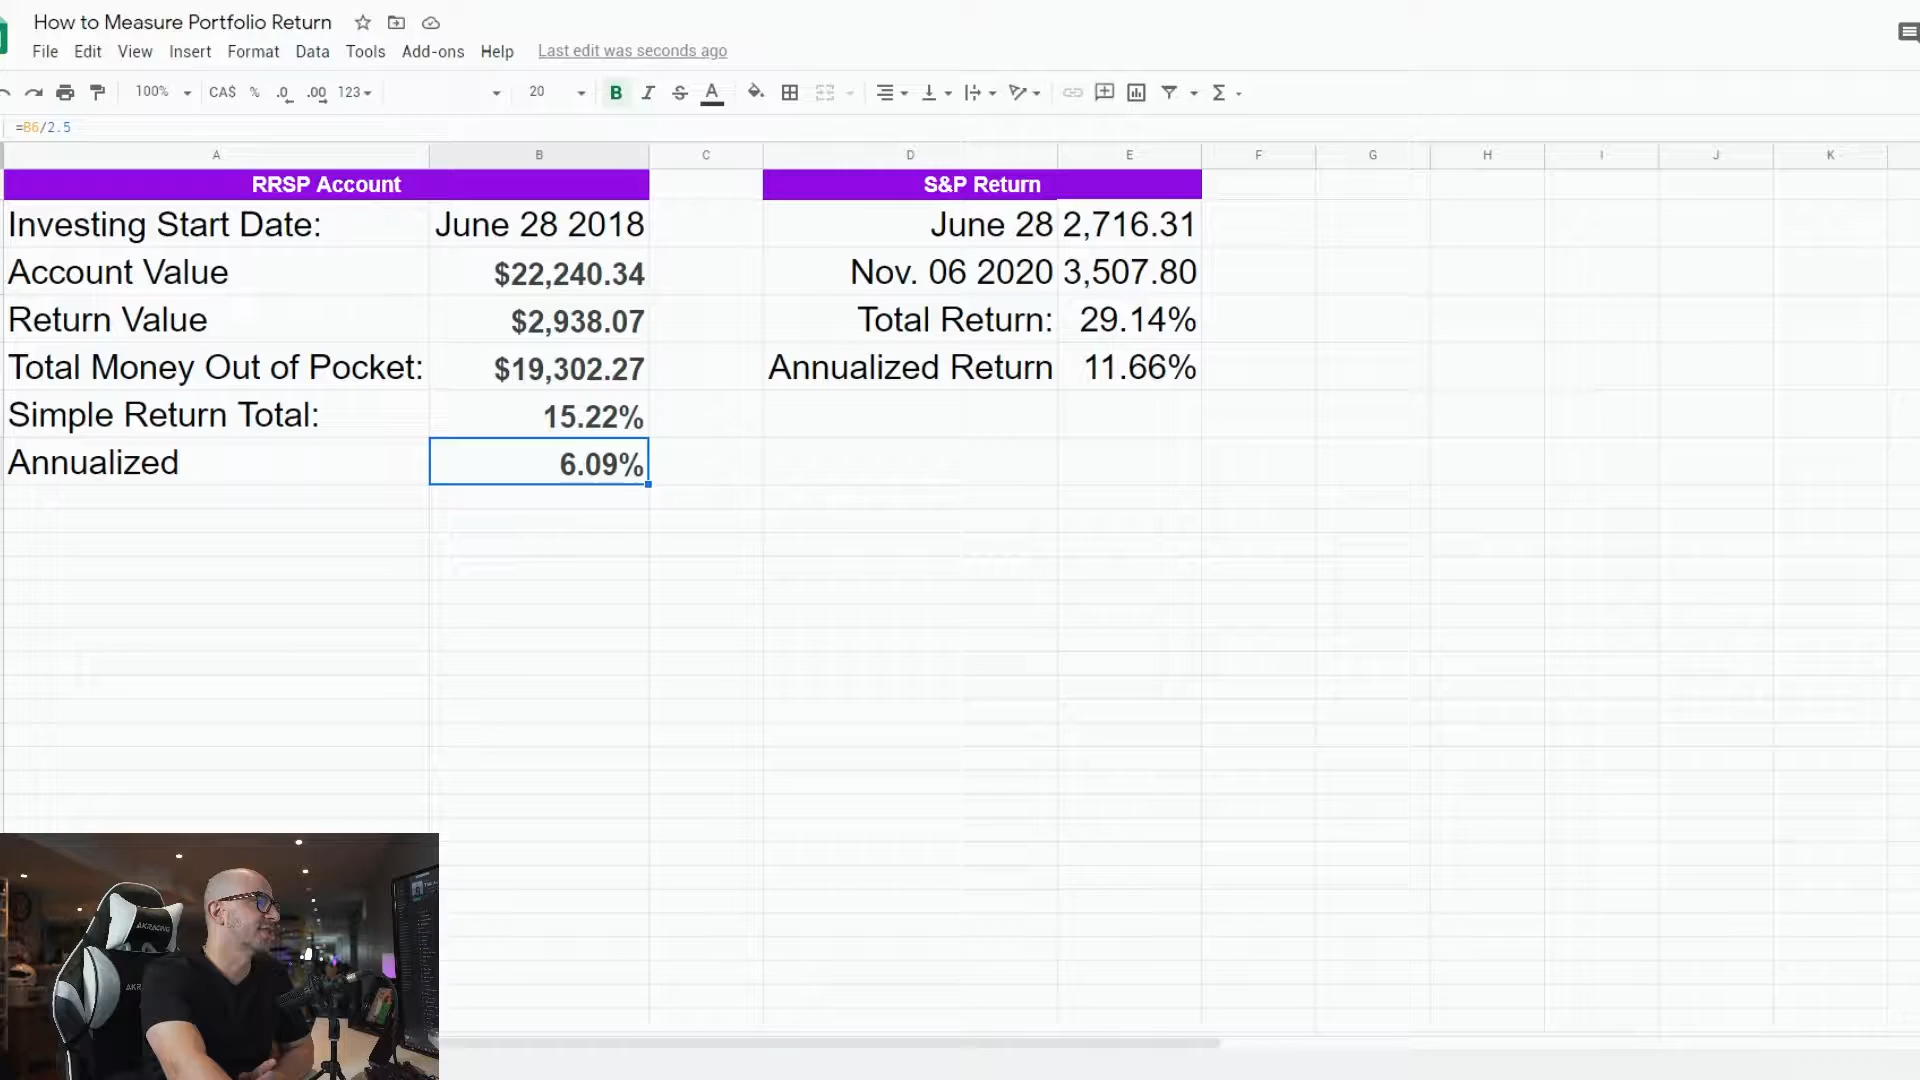 How to Measure Portfolio Return
File Edit View Insert Format Data Tools Add-ons Help Last edit was seconds ago
100% CA$ % .0 .00 123 20 B I S A
=B6/2.5
A B C D E F G H I J K
RRSP Account S&P Return
Investing Start Date: June 28 2018 June 28 2,716.31
Account Value $22,240.34 Nov. 06 2020 3,507.80
Return Value $2,938.07 Total Return: 29.14%
Total Money Out of Pocket: $19,302.27 Annualized Return 11.66%
Simple Return Total: 15.22%
Annualized 6.09%
AKRACING
AKR